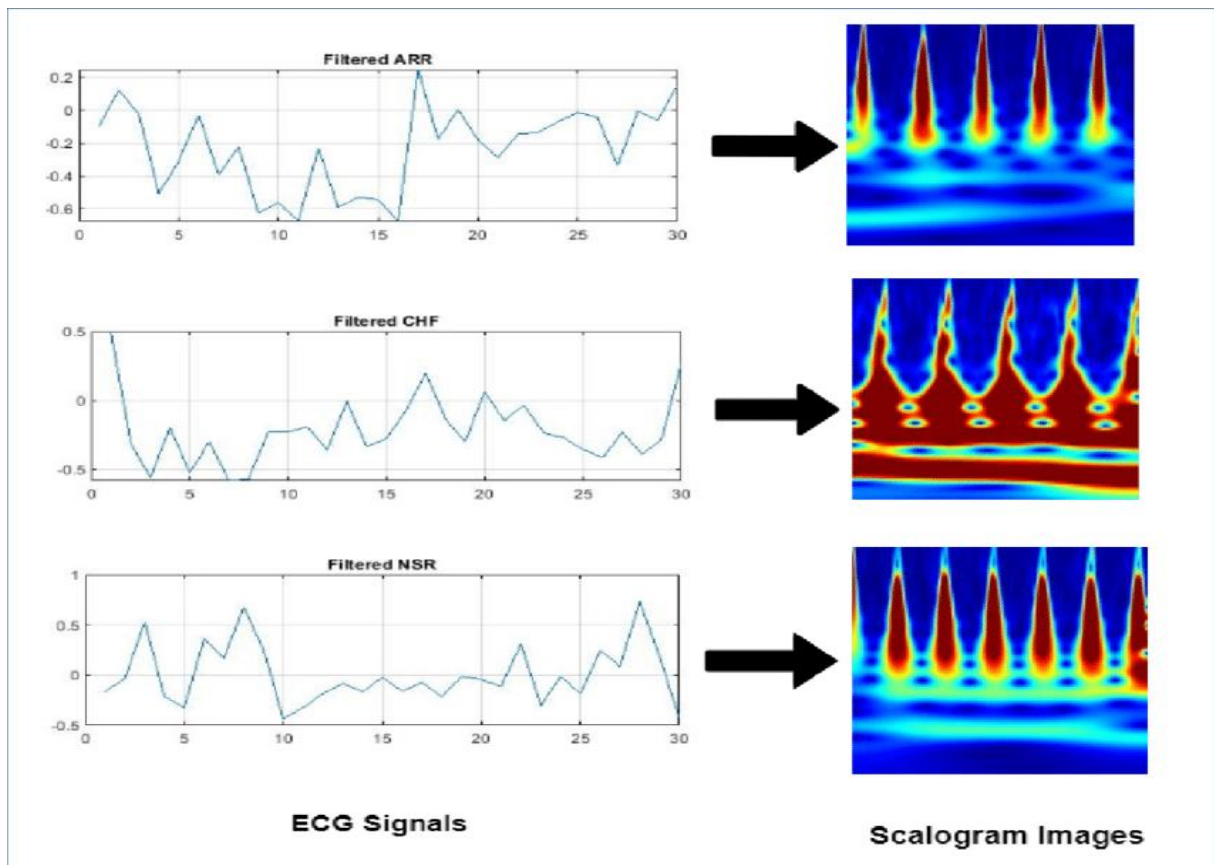 Filtered ARR
0.2
0
-0.2
-0.4
-0.6
0 5 10 15 20 25 30
Filtered CHF
0.5
0
-0.5
0 5 10 15 20 25 30
Filtered NSR
1
0.5
0
-0.5
0 5 10 15 20 25 30
ECG Signals
Scalogram Images